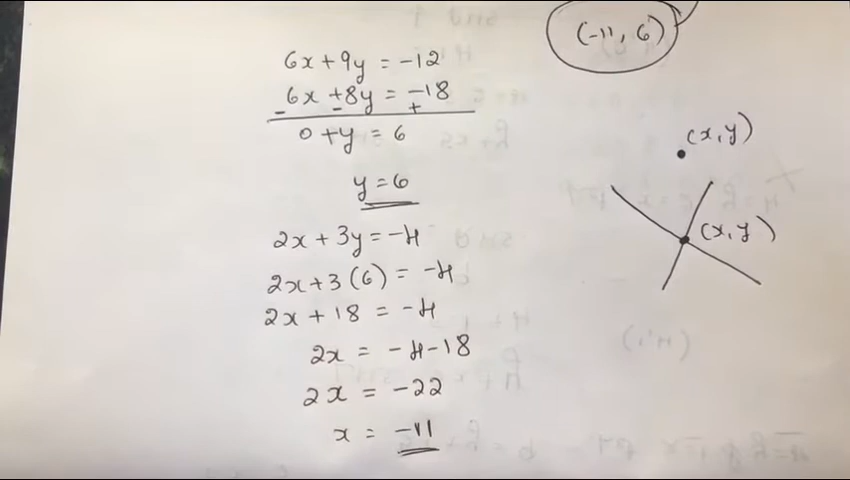 6x + 9y = -12
6x + 8y = -18
- - +
0 + y = 6
y = 6
2x + 3y = -4
2x + 3(6) = -4
2x + 18 = -4
2x = -4 - 18
2x = -22
x = -11
(-11, 6)
(x, y)
(x, y)